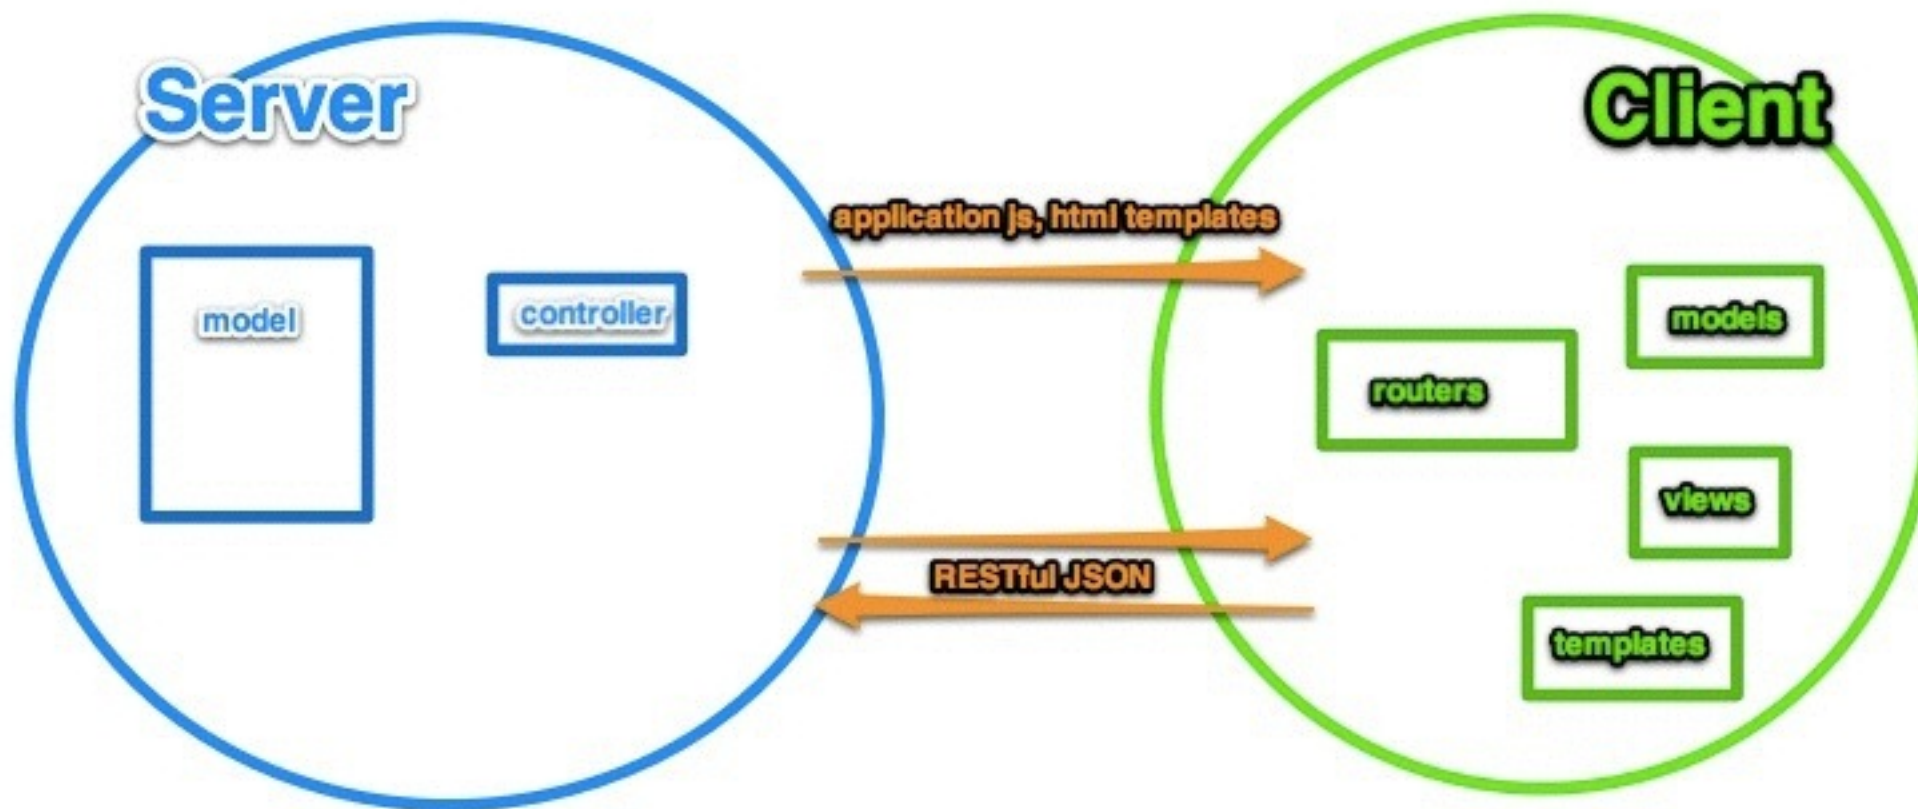 Server
Client
application js, html templates
model
controller
models
routers
views
RESTful JSON
templates